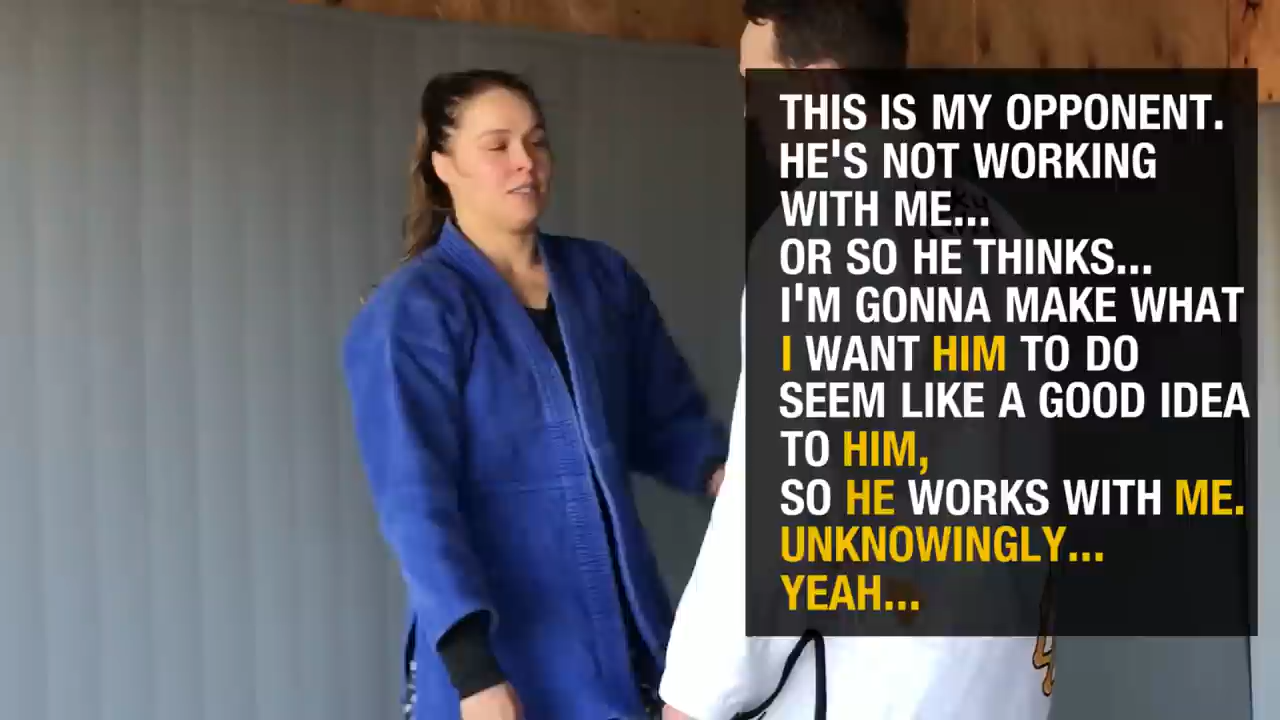 THIS IS MY OPPONENT.
HE'S NOT WORKING
WITH ME...
OR SO HE THINKS...
I'M GONNA MAKE WHAT
I WANT HIM TO DO
SEEM LIKE A GOOD IDEA
TO HIM,
SO HE WORKS WITH ME.
UNKNOWINGLY...
YEAH...